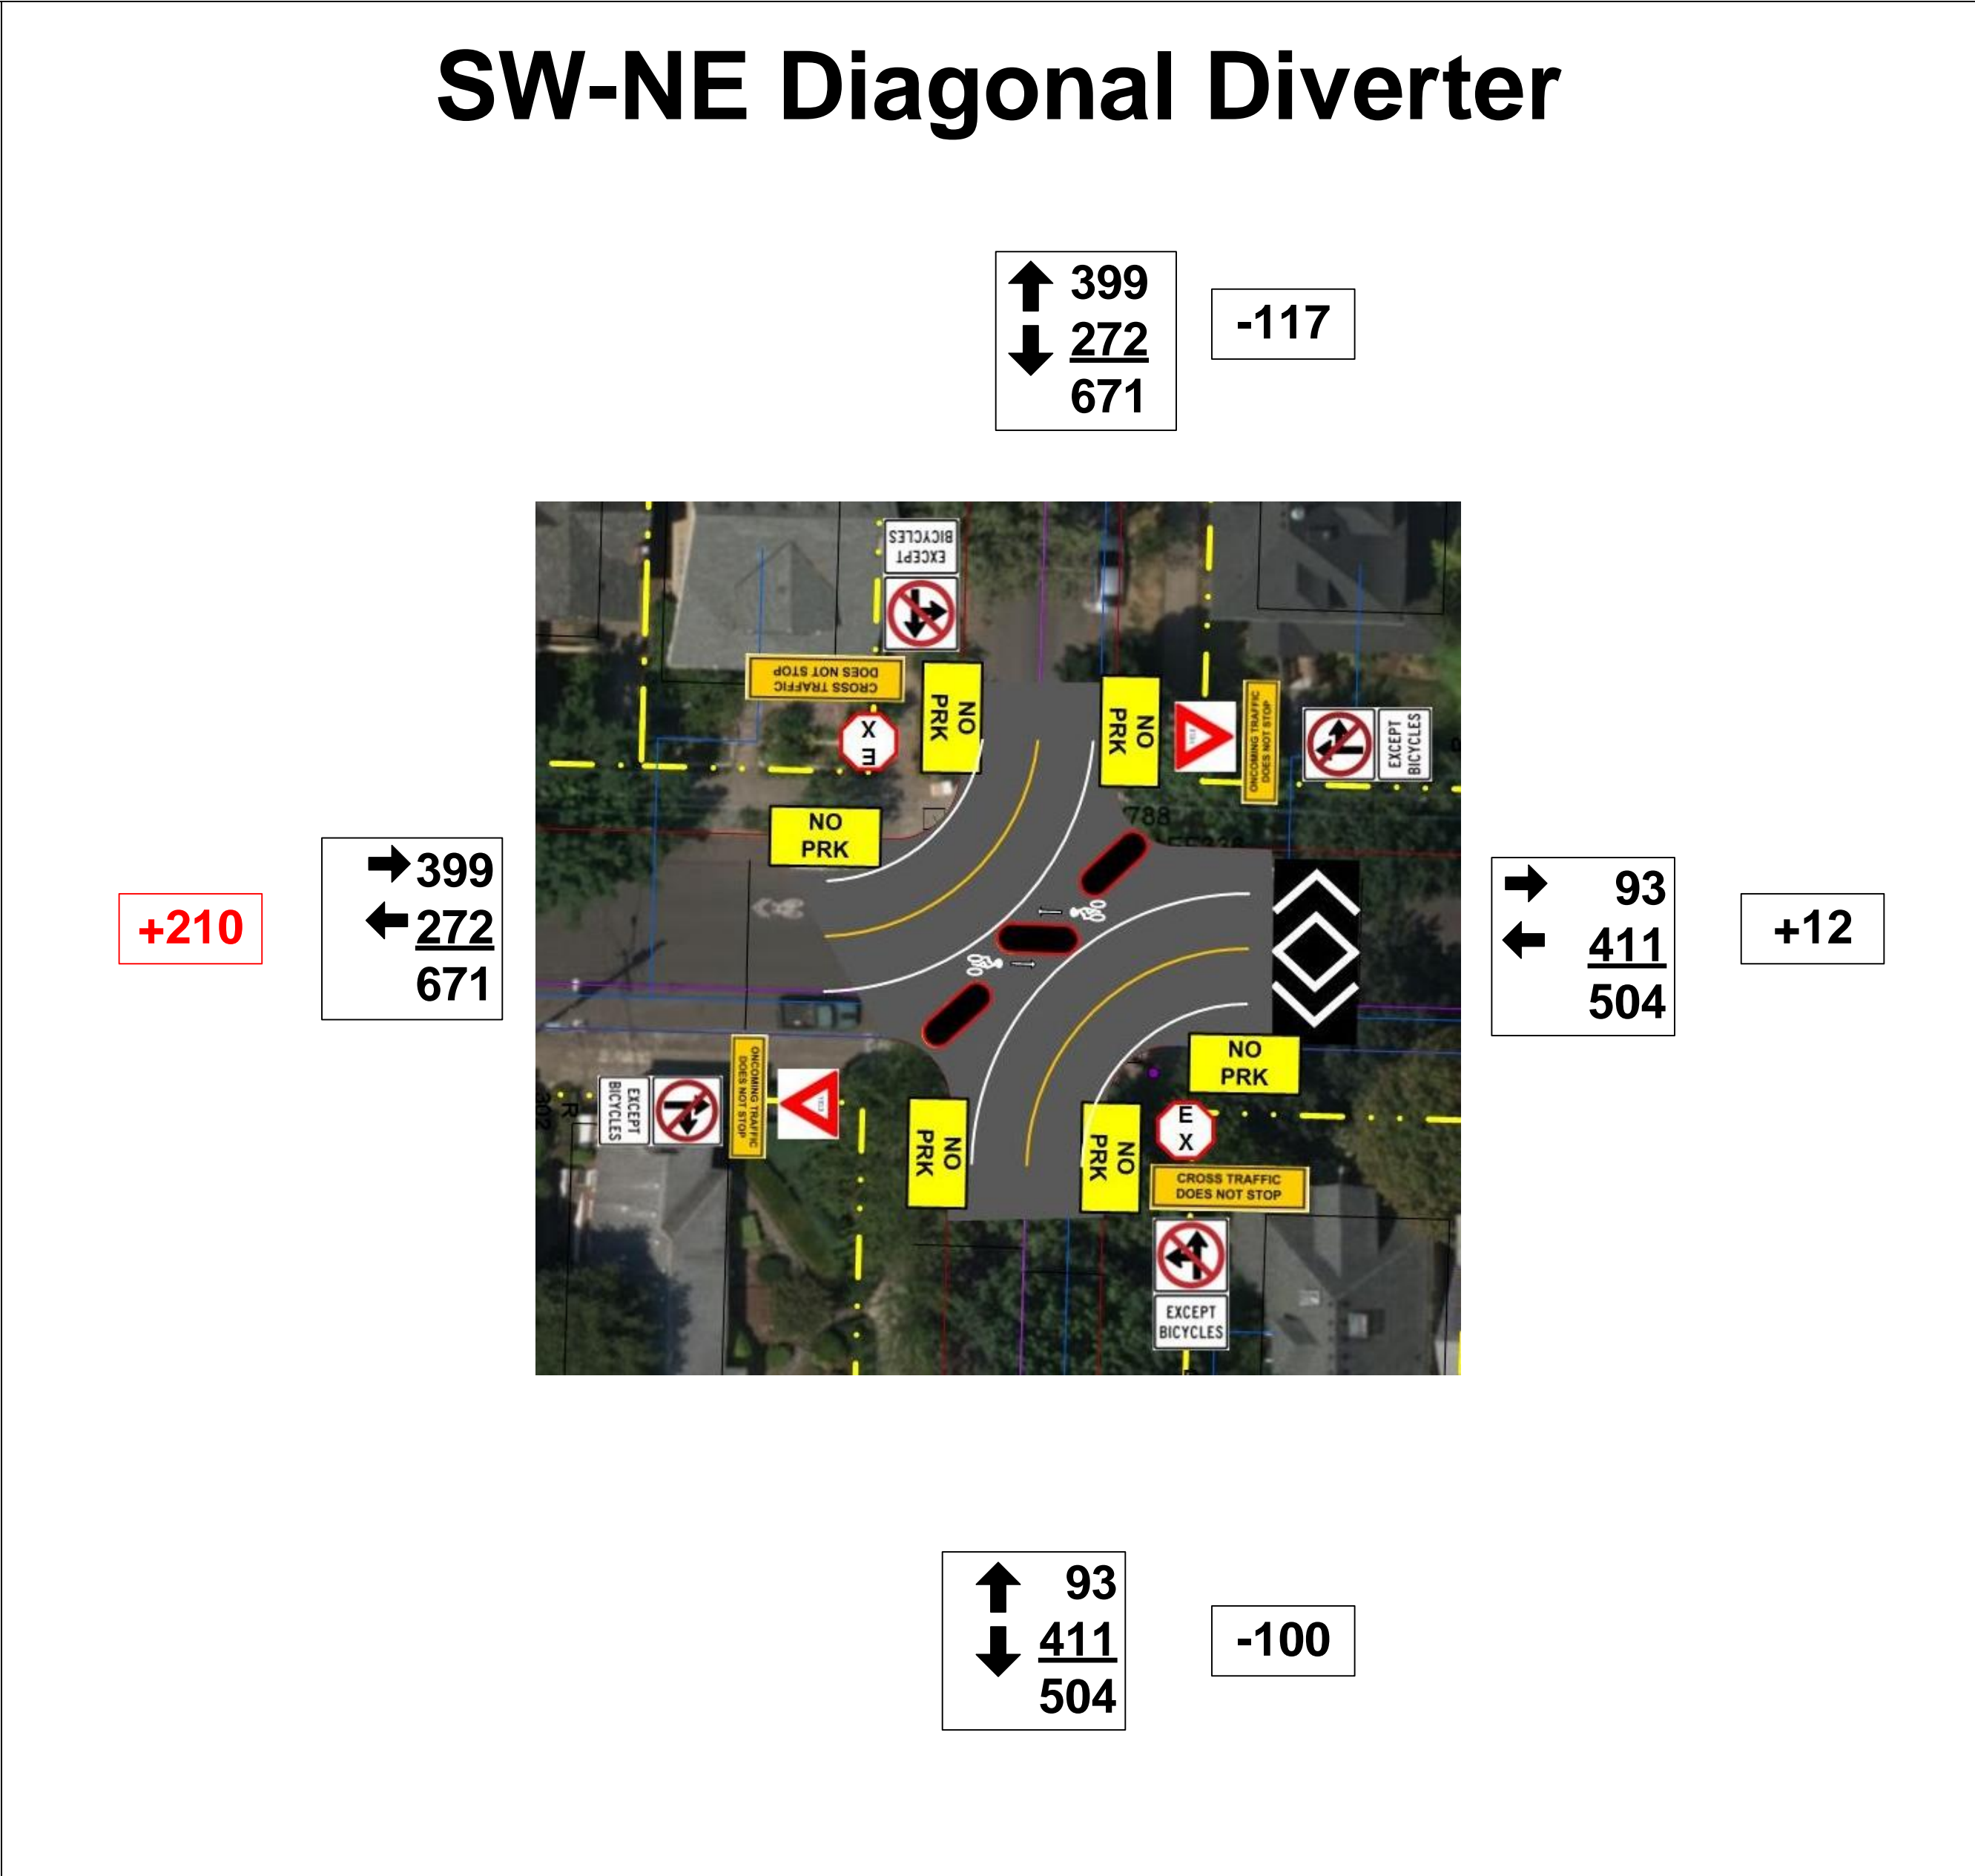 SW-NE Diagonal Diverter
399
272
671
-117
EXCEPT
BICYCLES
CROSS TRAFFIC
DOES NOT STOP
NO
PRK
NO
PRK
ONCOMING TRAFFIC
DOES NOT STOP
EXCEPT
BICYCLES
EX
NO
PRK
788
+210
399
272
671
93
411
504
+12
NO
PRK
EXCEPT
BICYCLES
ONCOMING TRAFFIC
DOES NOT STOP
NO
PRK
NO
PRK
E
X
CROSS TRAFFIC
DOES NOT STOP
EXCEPT
BICYCLES
93
411
504
-100